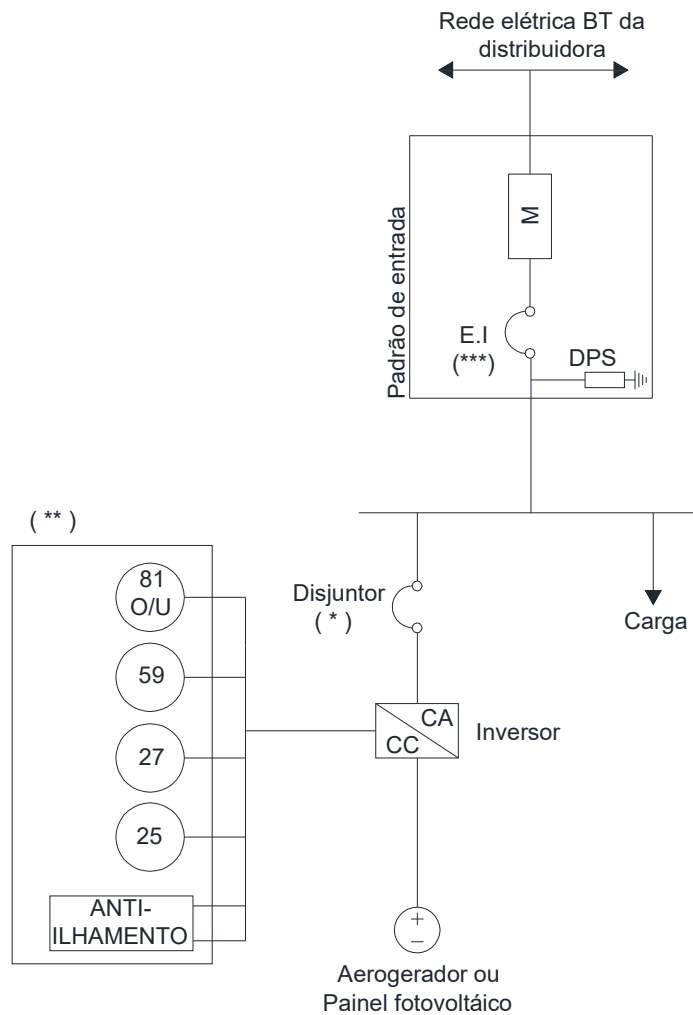 Rede elétrica BT da
distribuidora
Padrão de entrada
M
E.I
(***)
DPS
( ** )
81
O/U
59
27
25
ANTI-
ILHAMENTO
Disjuntor
( * )
Carga
CA
CC
Inversor
+
−
Aerogerador ou
Painel fotovoltáico